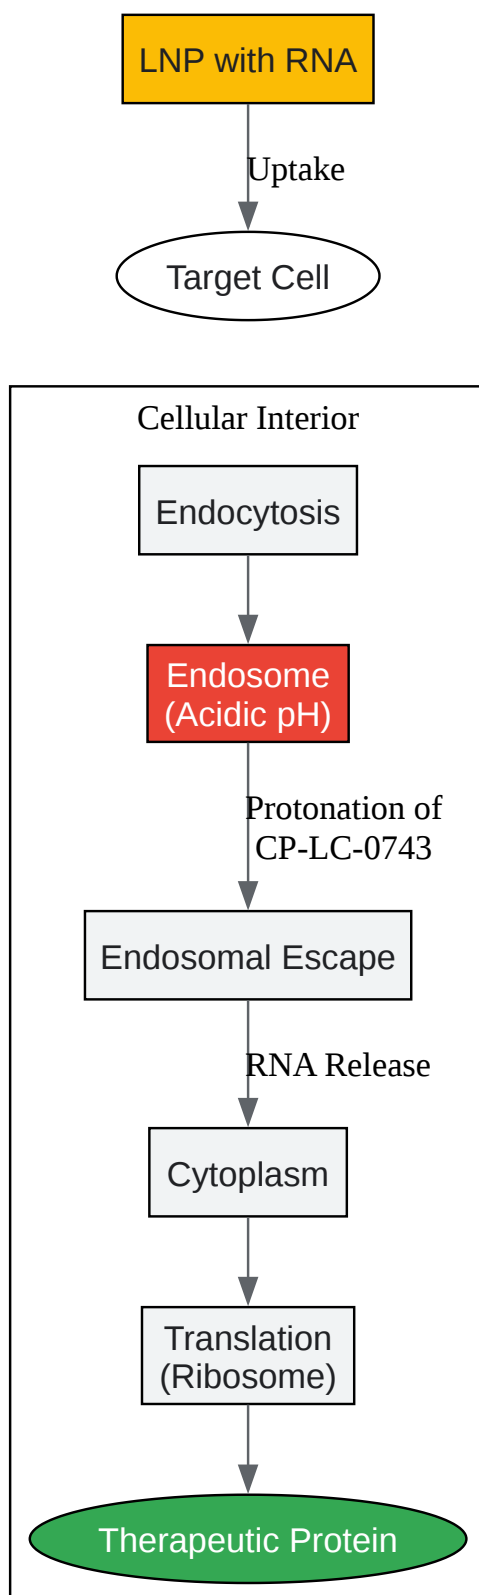 LNP with RNA
Uptake
Target Cell
Cellular Interior
Endocytosis
Endosome
(Acidic pH)
Protonation of
CP-LC-0743
Endosomal Escape
RNA Release
Cytoplasm
Translation
(Ribosome)
Therapeutic Protein